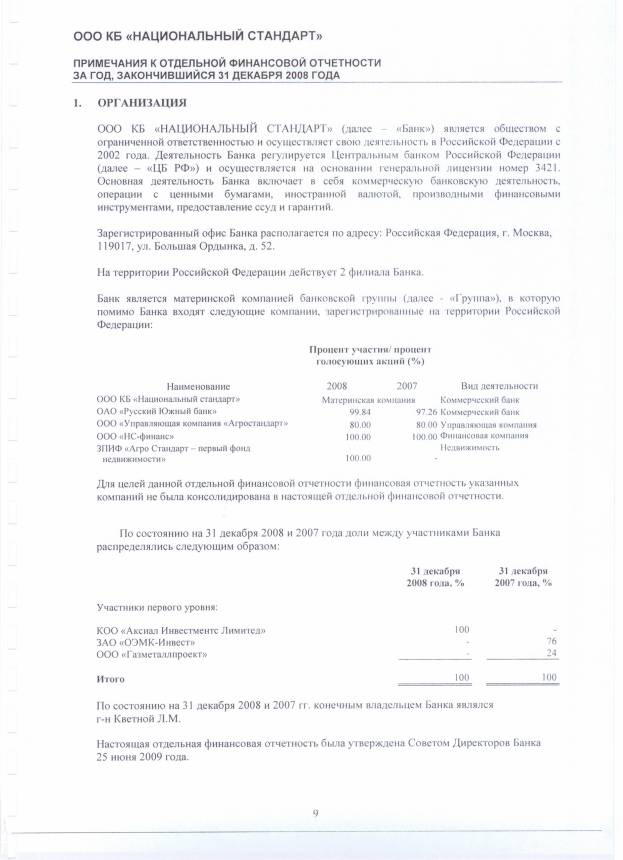 ООО КБ «НАЦИОНАЛЬНЫЙ СТАНДАРТ»
ПРИМЕЧАНИЯ К ОТДЕЛЬНОЙ ФИНАНСОВОЙ ОТЧЕТНОСТИ
ЗА ГОД, ЗАКОНЧИВШИЙСЯ 31 ДЕКАБРЯ 2008 ГОДА
1. ОРГАНИЗАЦИЯ
ООО КБ «НАЦИОНАЛЬНЫЙ СТАНДАРТ» (далее – «Банк») является обществом с
ограниченной ответственностью и осуществляет свою деятельность в Российской Федерации с
2002 года. Деятельность Банка регулируется Центральным банком Российской Федерации
(далее – «ЦБ РФ») и осуществляется на основании генеральной лицензии номер 3421.
Основная деятельность Банка включает в себя коммерческую банковскую деятельность,
операции с ценными бумагами, иностранной валютой, производными финансовыми
инструментами, предоставление ссуд и гарантий.
Зарегистрированный офис Банка располагается по адресу: Российская Федерация, г. Москва,
119017, ул. Большая Ордынка, д. 52.
На территории Российской Федерации действует 2 филиала Банка.
Банк является материнской компанией банковской группы (далее - «Группа»), в которую
помимо Банка входят следующие компании, зарегистрированные на территории Российской
Федерации:
Процент участия/ процент
голосующих акций (%)
Наименование 2008 2007 Вид деятельности
ООО КБ «Национальный стандарт» Материнская компания Коммерческий банк
ОАО «Русский Южный банк» 99.84 97.26 Коммерческий банк
ООО «Управляющая компания «Агростандарт» 80.00 80.00 Управляющая компания
ООО «НС-финанс» 100.00 100.00 Финансовая компания
ЗПИФ «Агро Стандарт – первый фонд Недвижимость
недвижимости» 100.00 -
Для целей данной отдельной финансовой отчетности финансовая отчетность указанных
компаний не была консолидирована в настоящей отдельной финансовой отчетности.
По состоянию на 31 декабря 2008 и 2007 года доли между участниками Банка
распределялись следующим образом:
31 декабря 31 декабря
2008 года, % 2007 года, %
Участники первого уровня:
КОО «Аксиал Инвестментс Лимитед» 100 -
ЗАО «ОЭМК-Инвест» - 76
ООО «Газметаллпроект» - 24
Итого 100 100
По состоянию на 31 декабря 2008 и 2007 гг. конечным владельцем Банка являлся
г-н Кветной Л.М.
Настоящая отдельная финансовая отчетность была утверждена Советом Директоров Банка
25 июня 2009 года.
9